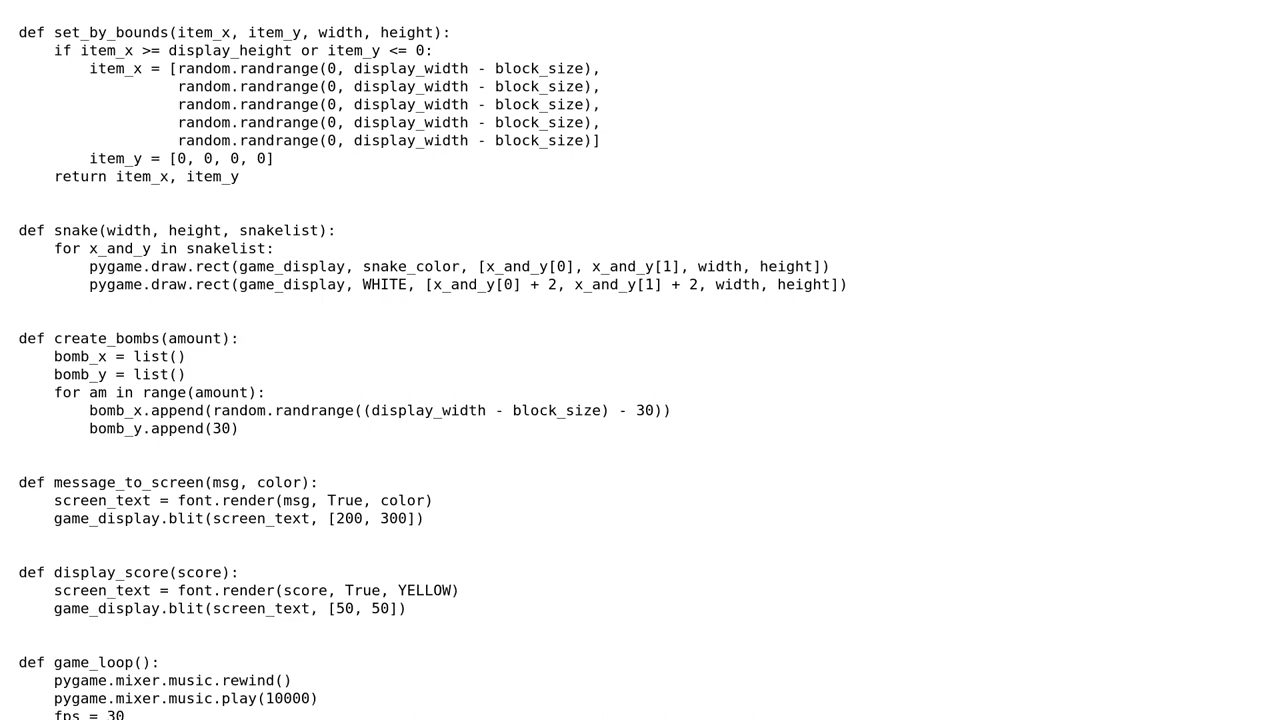 def set_by_bounds(item_x, item_y, width, height):
    if item_x >= display_height or item_y <= 0:
        item_x = [random.randrange(0, display_width - block_size),
                  random.randrange(0, display_width - block_size),
                  random.randrange(0, display_width - block_size),
                  random.randrange(0, display_width - block_size),
                  random.randrange(0, display_width - block_size)]
        item_y = [0, 0, 0, 0]
    return item_x, item_y


def snake(width, height, snakelist):
    for x_and_y in snakelist:
        pygame.draw.rect(game_display, snake_color, [x_and_y[0], x_and_y[1], width, height])
        pygame.draw.rect(game_display, WHITE, [x_and_y[0] + 2, x_and_y[1] + 2, width, height])


def create_bombs(amount):
    bomb_x = list()
    bomb_y = list()
    for am in range(amount):
        bomb_x.append(random.randrange((display_width - block_size) - 30))
        bomb_y.append(30)


def message_to_screen(msg, color):
    screen_text = font.render(msg, True, color)
    game_display.blit(screen_text, [200, 300])


def display_score(score):
    screen_text = font.render(score, True, YELLOW)
    game_display.blit(screen_text, [50, 50])


def game_loop():
    pygame.mixer.music.rewind()
    pygame.mixer.music.play(10000)
    fps = 30